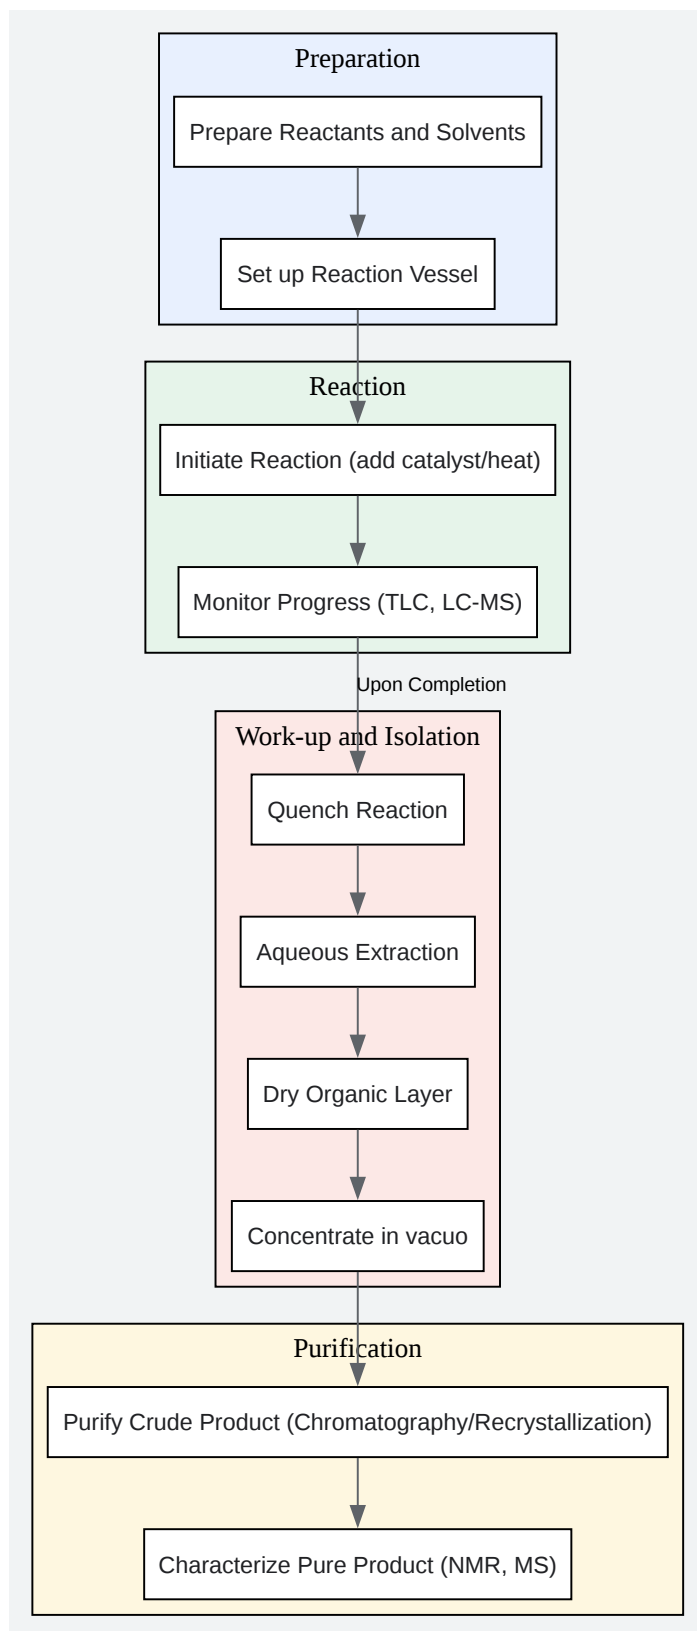 Preparation
Prepare Reactants and Solvents
Set up Reaction Vessel
Reaction
Initiate Reaction (add catalyst/heat)
Monitor Progress (TLC, LC-MS)
Upon Completion
Work-up and Isolation
Quench Reaction
Aqueous Extraction
Dry Organic Layer
Concentrate in vacuo
Purification
Purify Crude Product (Chromatography/Recrystallization)
Characterize Pure Product (NMR, MS)